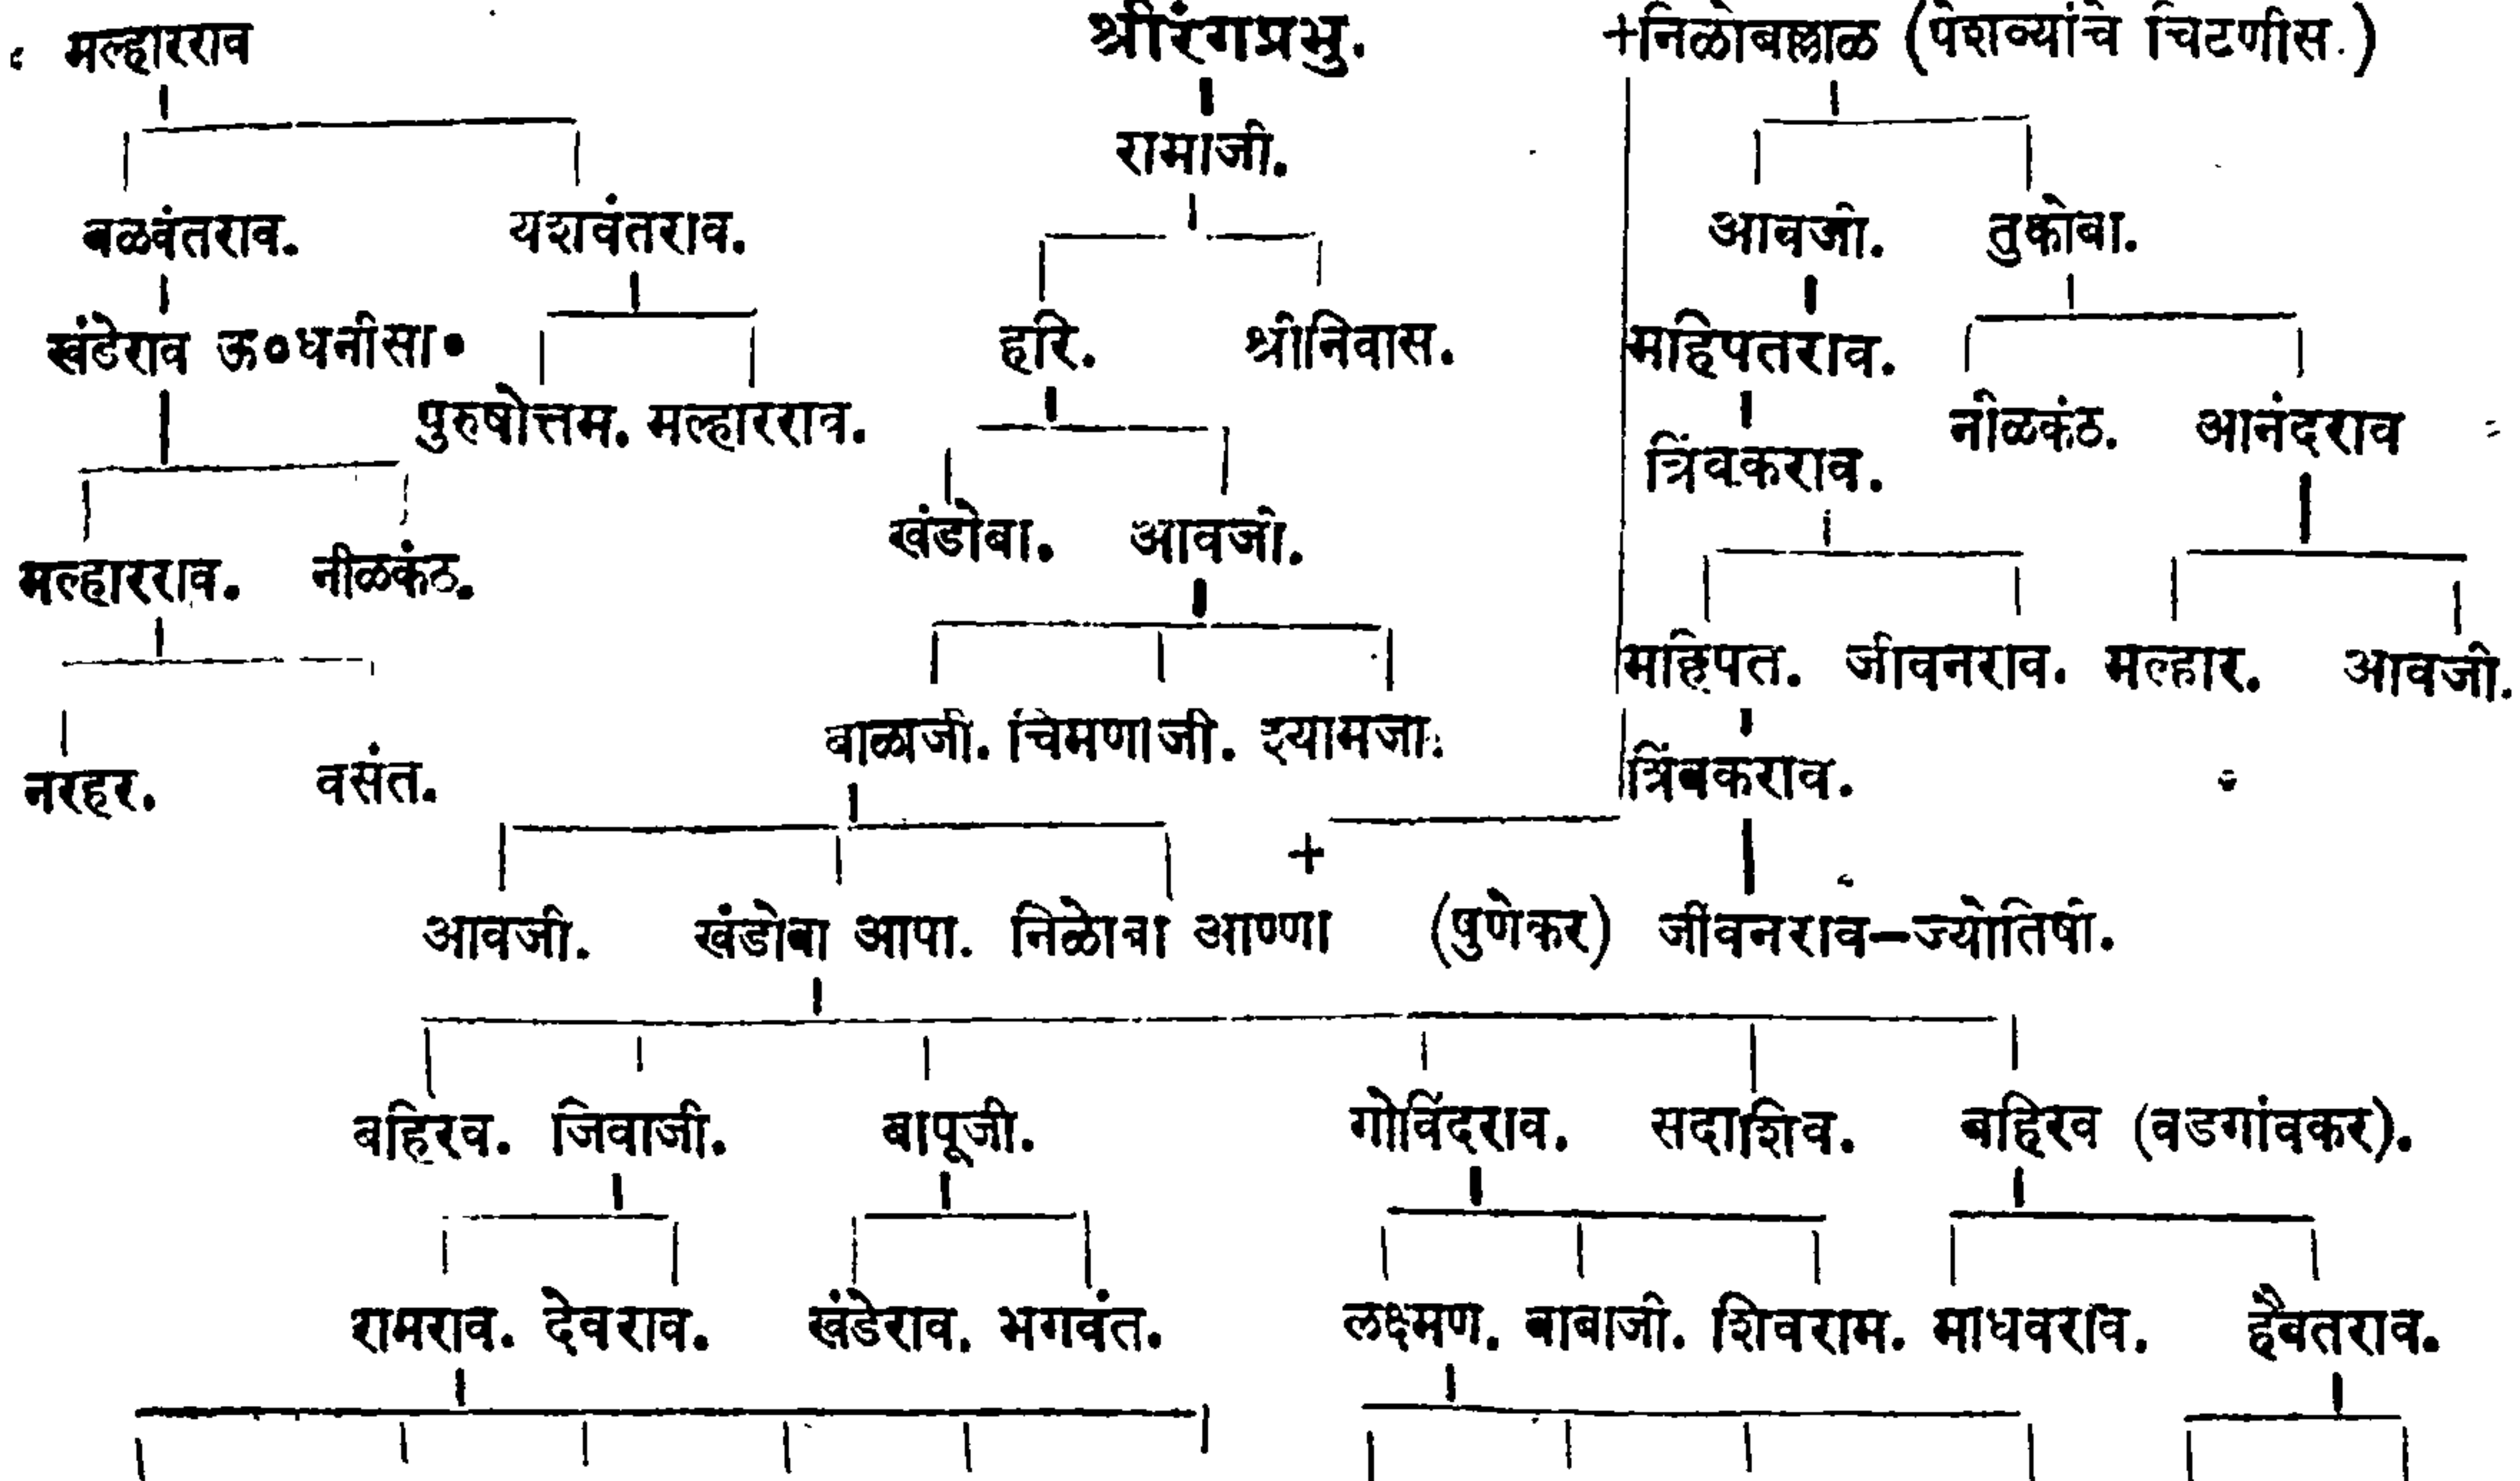 मल्हारराव श्रीरंगप्रभु. +निळोबल्लाळ (पेशव्यांचे चिटणीस.)
रामाजी.
बळवंतराव. यशवंतराव. आवजी. तुकोबा.
खंडेराव ऊ०धनीसा० हरि. श्रीनिवास. महिपतराव.
पुरुषोत्तम. मल्हारराव. नीळकंठ. आनंदराव
त्रिंबकराव.
खंडोबा. आवजी.
मल्हारराव. नीळकंठ.
महिपत. जीवनराव. मल्हार. आवजी.
बाळाजी. चिमणाजी. श्यामजी.
नरहर. वसंत. त्रिंबकराव.
+
आवजी. खंडोबा आपा. निळोबा आण्णा (पुणेकर) जीवनराव—ज्योतिषी.
बहिरव. जिवाजी. बापूजी. गोविंदराव. सदाशिव. बहिरव (वडगांवकर).
रामराव. देवराव. खंडेराव. भगवंत. लक्ष्मण. बाबाजी. शिवराम. माधवराव. हैबतराव.